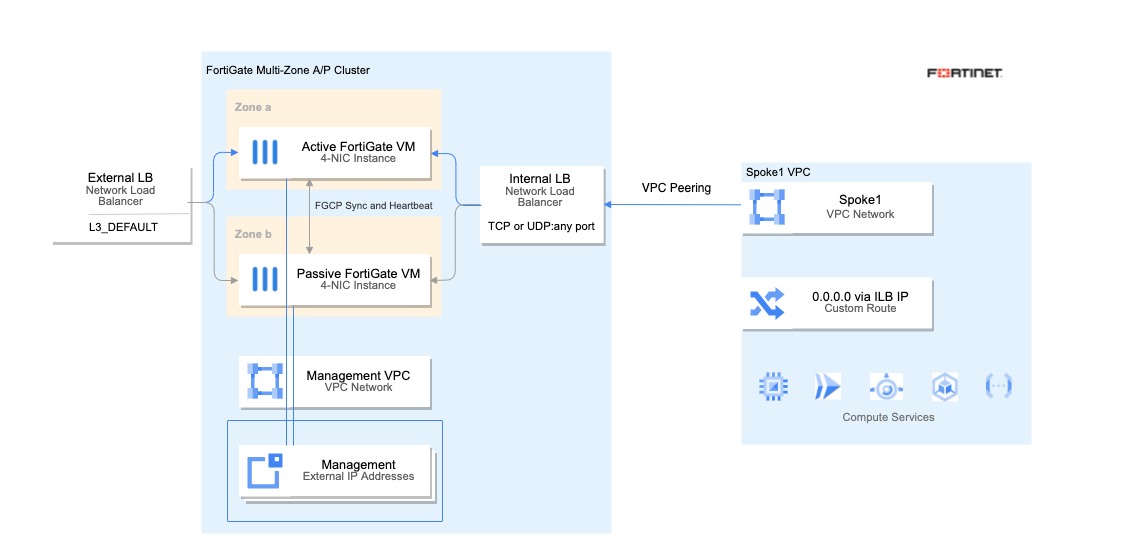 FortiGate Multi-Zone A/P Cluster
FORTINET
Zone a
Active FortiGate VM
4-NIC Instance
External LB
Network Load
Balancer
L3_DEFAULT
FGCP Sync and Heartbeat
Internal LB
Network Load
Balancer
TCP or UDP:any port
VPC Peering
Spoke1 VPC
Spoke1
VPC Network
Zone b
Passive FortiGate VM
4-NIC Instance
0.0.0.0 via ILB IP
Custom Route
Management VPC
VPC Network
Compute Services
Management
External IP Addresses